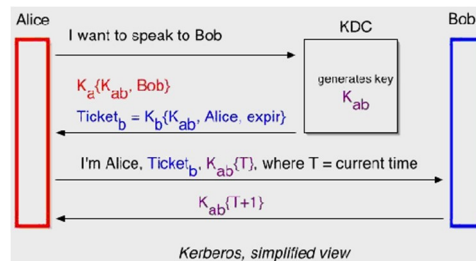 Alice
KDC
Bob
I want to speak to Bob
generates key
Kab
Ka{Kab, Bob}
Ticketb = Kb{Kab, Alice, expir}
I'm Alice, Ticketb, Kab{T}, where T = current time
Kab{T+1}
Kerberos, simplified view